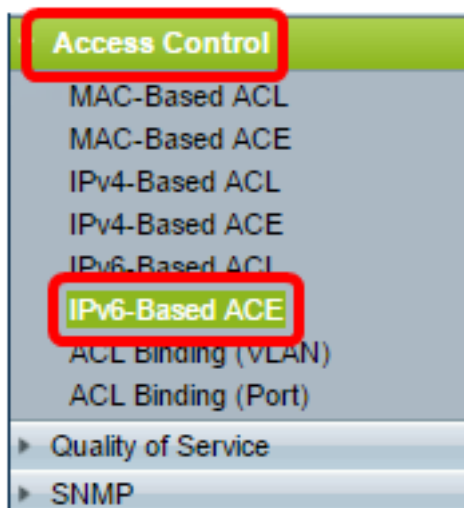 Access Control
MAC-Based ACL
MAC-Based ACE
IPv4-Based ACL
IPv4-Based ACE
IPv6-Based ACL
IPv6-Based ACE
ACL Binding (VLAN)
ACL Binding (Port)
Quality of Service
SNMP